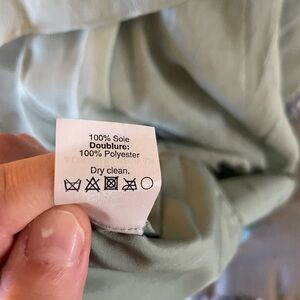 100% Soie
Doublure:
100% Polyester
Dry clean.